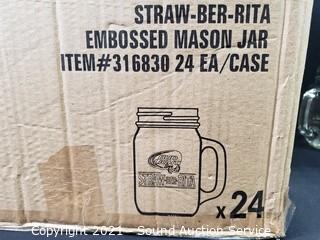 STRAW-BER-RITA
EMBOSSED MASON JAR
ITEM#316830 24 EA/CASE
STRAW-BER-RITA
x24
Copyright 2021 - Sound Auction Service